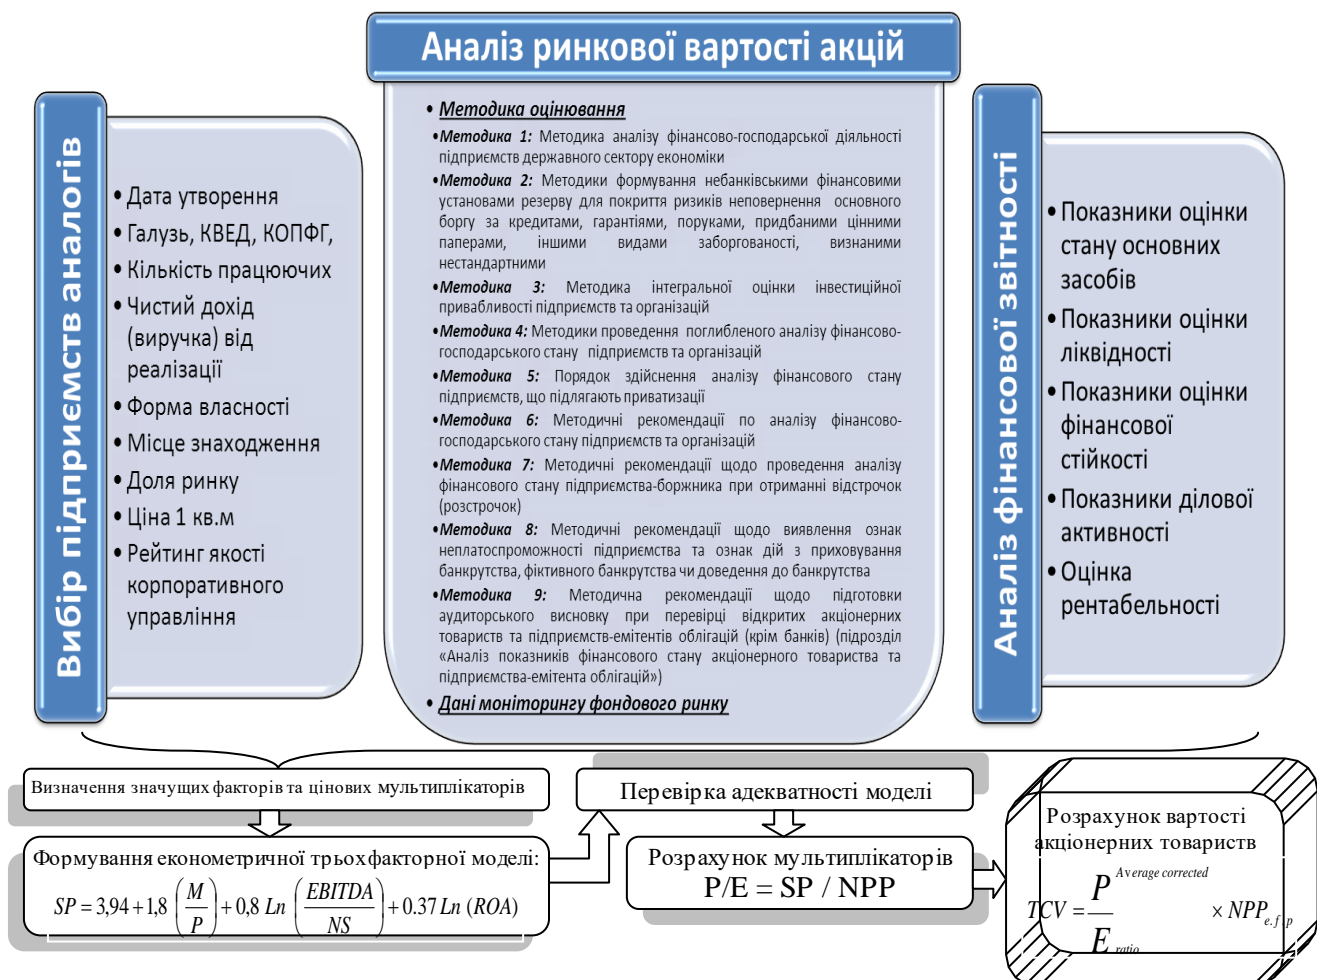 Аналіз ринкової вартості акцій
Вибір підприємств аналогів
• Дата утворення
• Галузь, КВЕД, КОПФГ,
• Кількість працюючих
• Чистий дохід
(виручка) від
реалізації
• Форма власності
• Місце знаходження
• Доля ринку
• Ціна 1 кв.м
• Рейтинг якості
корпоративного
управління
• Методика оцінювання
•Методика 1: Методика аналізу фінансово-господарської діяльності
підприємств державного сектору економіки
•Методика 2: Методики формування небанківськими фінансовими
установами резерву для покриття ризиків неповернення основного
боргу за кредитами, гарантіями, поруками, придбаними цінними
паперами, іншими видами заборгованості, визнаними
нестандартними
•Методика 3: Методика інтегральної оцінки інвестиційної
привабливості підприємств та організацій
•Методика 4: Методики проведення поглибленого аналізу фінансово-
господарського стану підприємств та організацій
•Методика 5: Порядок здійснення аналізу фінансового стану
підприємств, що підлягають приватизації
•Методика 6: Методичні рекомендації по аналізу фінансово-
господарського стану підприємств та організацій
•Методика 7: Методичні рекомендації щодо проведення аналізу
фінансового стану підприємства-боржника при отриманні відстрочок
(розстрочок)
•Методика 8: Методичні рекомендації щодо виявлення ознак
неплатоспроможності підприємства та ознак дій з приховування
банкрутства, фіктивного банкрутства чи доведення до банкрутства
•Методика 9: Методична рекомендації щодо підготовки
аудиторського висновку при перевірці відкритих акціонерних
товариств та підприємств-емітентів облігацій (крім банків) (підрозділ
«Аналіз показників фінансового стану акціонерного товариства та
підприємства-емітента облігацій»)
• Дані моніторингу фондового ринку
Аналіз фінансової звітності
• Показники оцінки
стану основних
засобів
• Показники оцінки
ліквідності
• Показники оцінки
фінансової
стійкості
• Показники ділової
активності
• Оцінка
рентабельності
Визначення значущих факторів та цінових мультиплікаторів
Формування економетричної трьохфакторної моделі:
SP = 3,94 + 1,8 (M/P) + 0,8 Ln (EBITDA/NS) + 0.37 Ln (ROA)
Перевірка адекватності моделі
Розрахунок мультиплікаторів
P/E = SP / NPP
Розрахунок вартості
акціонерних товариств
TCV = P Average corrected / E ratio × NPP e.f.p